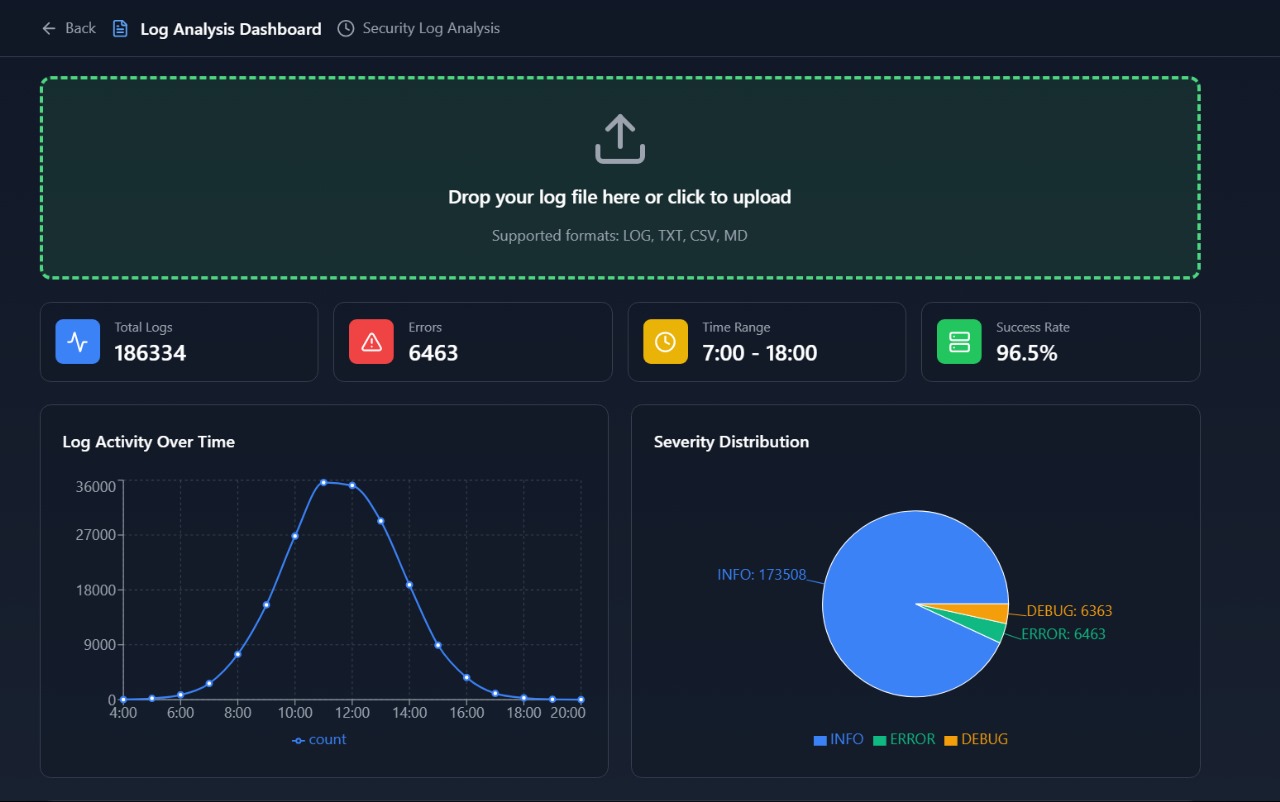 Back Log Analysis Dashboard Security Log Analysis
Drop your log file here or click to upload
Supported formats: LOG, TXT, CSV, MD
Total Logs
186334
Errors
6463
Time Range
7:00 - 18:00
Success Rate
96.5%
Log Activity Over Time
36000
27000
18000
9000
0
4:00 6:00 8:00 10:00 12:00 14:00 16:00 18:00 20:00
count
Severity Distribution
INFO: 173508
DEBUG: 6363
ERROR: 6463
INFO ERROR DEBUG